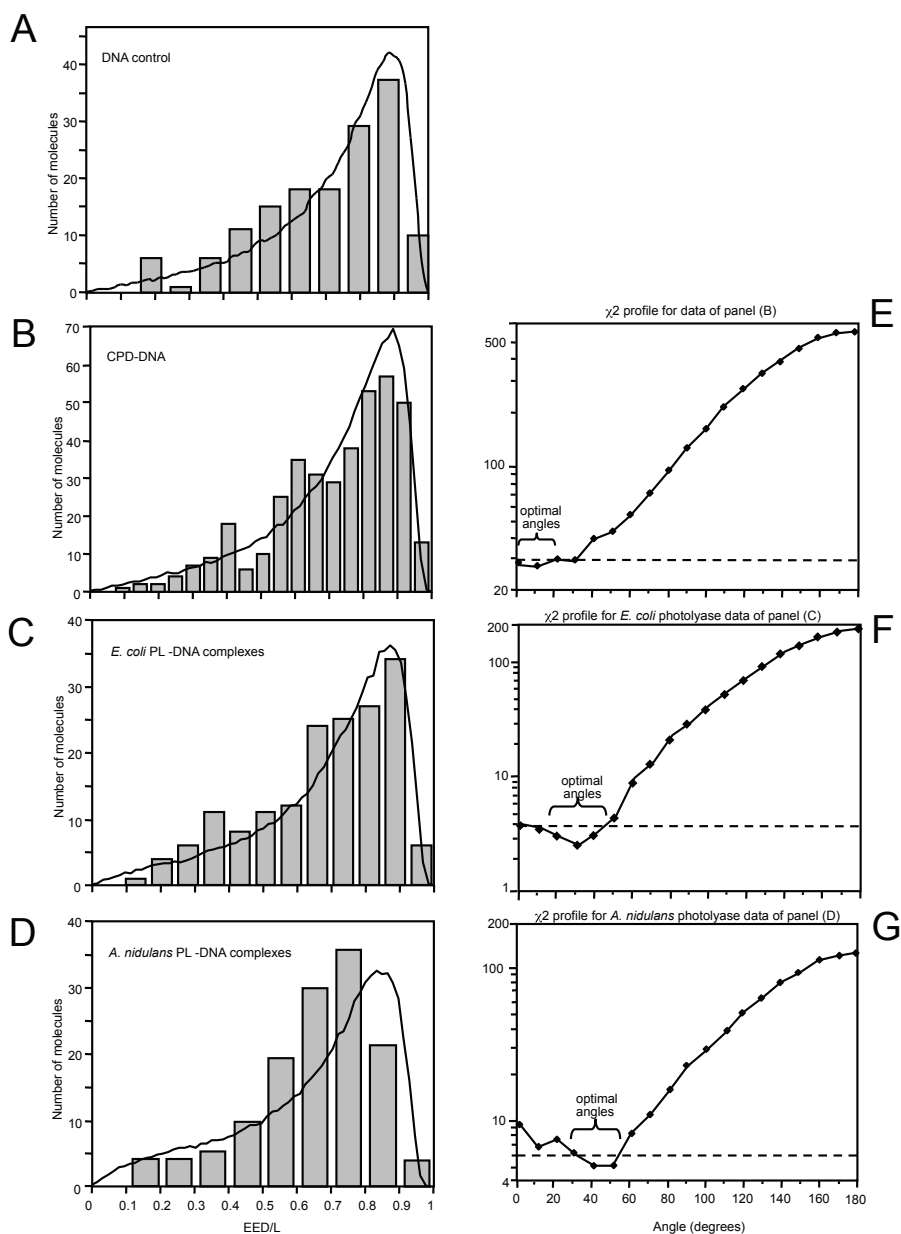 A
DNA control
Number of molecules
40
30
20
10
0
B
CPD-DNA
Number of molecules
70
60
50
40
30
20
10
0
C
E. coli PL -DNA complexes
Number of molecules
40
30
20
10
0
D
A. nidulans PL -DNA complexes
Number of molecules
40
30
20
10
0
0 0.1 0.2 0.3 0.4 0.5 0.6 0.7 0.8 0.9 1
EED/L
E
χ2 profile for data of panel (B)
500
100
20
optimal
angles
F
χ2 profile for E. coli photolyase data of panel (C)
200
100
10
1
optimal
angles
G
χ2 profile for A. nidulans photolyase data of panel (D)
200
100
10
4
optimal
angles
0 20 40 60 80 100 120 140 160 180
Angle (degrees)